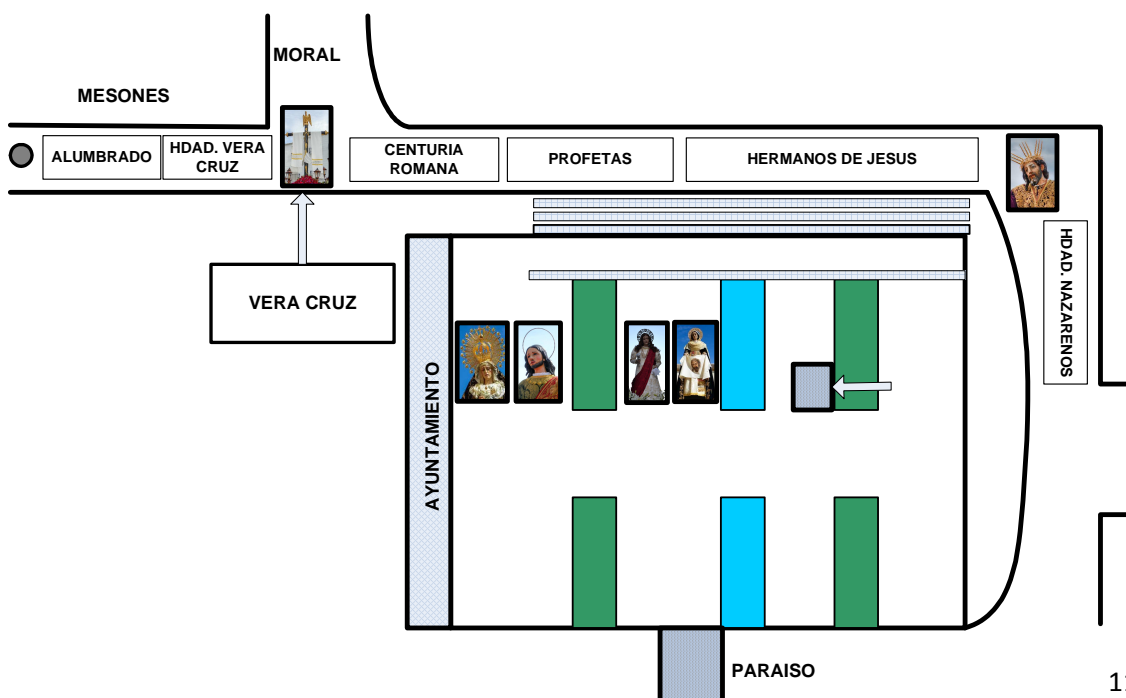 MORAL
MESONES
ALUMBRADO
HDAD. VERA
CRUZ
CENTURIA
ROMANA
PROFETAS
HERMANOS DE JESUS
HDAD. NAZARENOS
VERA CRUZ
AYUNTAMIENTO
PARAISO